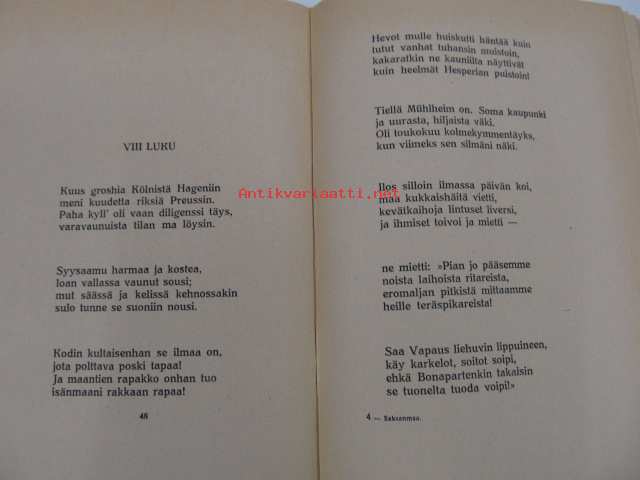 VIII LUKU
Kuus groshia Kölnistä Hageniin
meni kuudetta riksiä Preussin.
Paha kyll' oli vaan diligenssi täys,
varavaunuista tilan ma löysin.
Syysaamu harmaa ja kostea,
loan vallassa vaunut sousi;
mut säässä ja kelissä kehnossakin
sulo tunne se suoniin nousi.
Kodin kultaisenhan se ilmaa on,
jota polttava poski tapaa!
Ja maantien rapakko onhan tuo
isänmaani rakkaan rapaa!
48
Hevot mulle huiskutti häntää kuin
tutut vanhat tuhansin muistoin,
kakaratkin ne kauniilta näyttivät
kuin heelmät Hesperian puistoin!
Tiellä Mühlheim on. Soma kaupunki
ja uurasta, hiljaista väki.
Oli toukokuu kolmekymmentäyks,
kun viimeks sen silmäni näki.
Ilos silloin ilmassa päivän koi,
maa kukkaishäitä vietti,
kevätkaihoja lintuset liversi,
ja ihmiset toivoi ja mietti —
ne mietti: »Pian jo pääsemme
noista laihoista ritareista,
eromaljan pitkistä mittaamme
heille teräspikareista!
Saa Vapaus liehuvin lippuineen,
käy karkelot, soitot soipi,
ehkä Bonapartenkin takaisin
se tuonelta tuoda voipi!»
4 — Saksanmaa.
Antikvariaatti.net